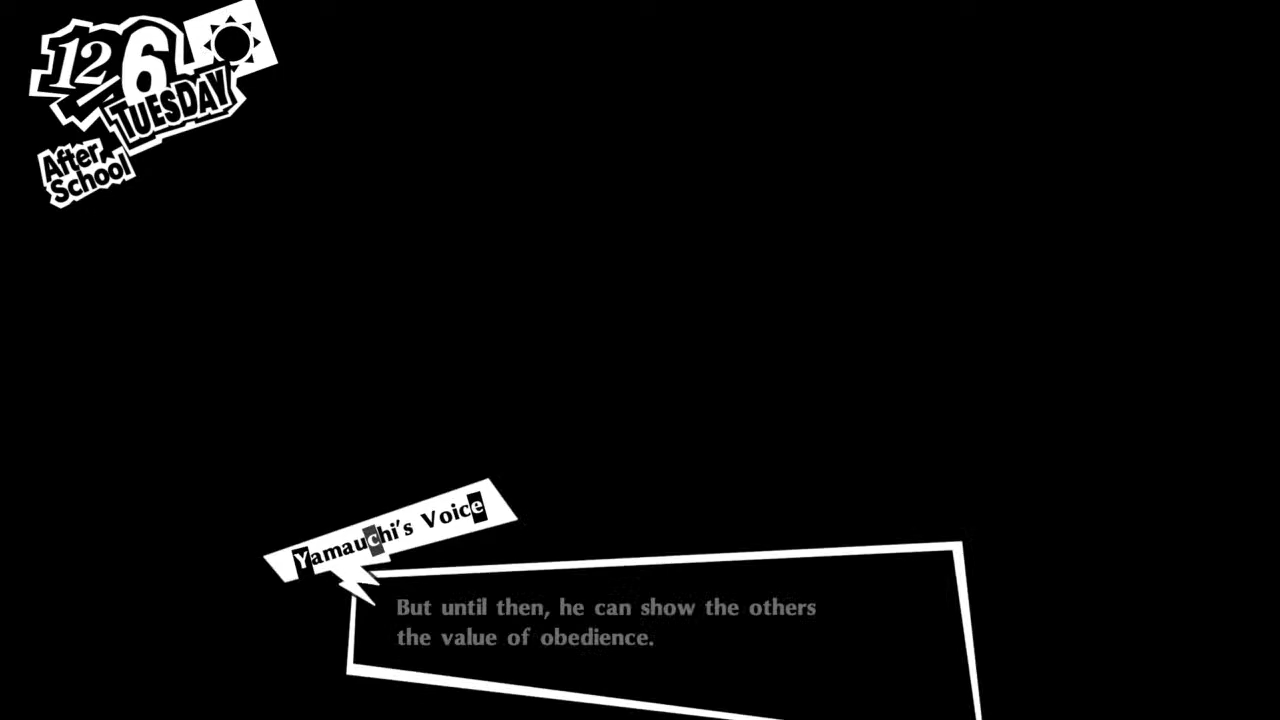 12/6
TUESDAY
After
School
Yamauchi's Voice
But until then, he can show the others
the value of obedience.